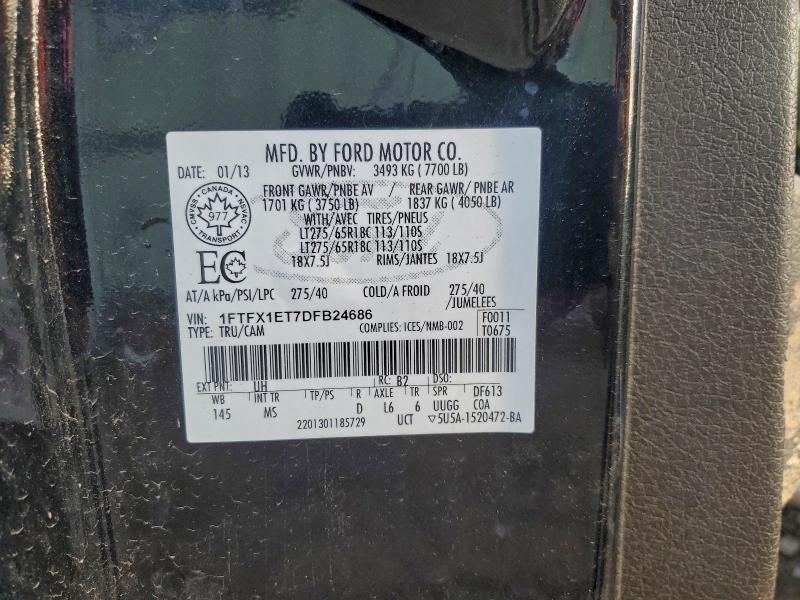 MFD. BY FORD MOTOR CO.
DATE: 01/13 GVWR/PNBV: 3493 KG ( 7700 LB)
FRONT GAWR/PNBE AV REAR GAWR/ PNBE AR
1701 KG ( 3750 LB) 1837 KG ( 4050 LB)
WITH/AVEC TIRES/PNEUS
LT275/65R18C 113/110S
LT275/65R18C 113/110S
18X7.5J RIMS/JANTES 18X7.5J
CMVSS • CANADA • NSVAC
977
TRANSPORT
EC
AT/A kPa/PSI/LPC 275/40 COLD/A FROID 275/40
/JUMELEES
VIN: 1FTFX1ET7DFB24686 F0011
TYPE: TRU/CAM COMPLIES: ICES/NMB-002 T0675
EXT PNT: UH RC: B2 DSO:
WB INT TR TP/PS R AXLE TR SPR DF613
145 MS D L6 6 UUGG COA
2201301185729 UCT ▽5U5A-1520472-BA